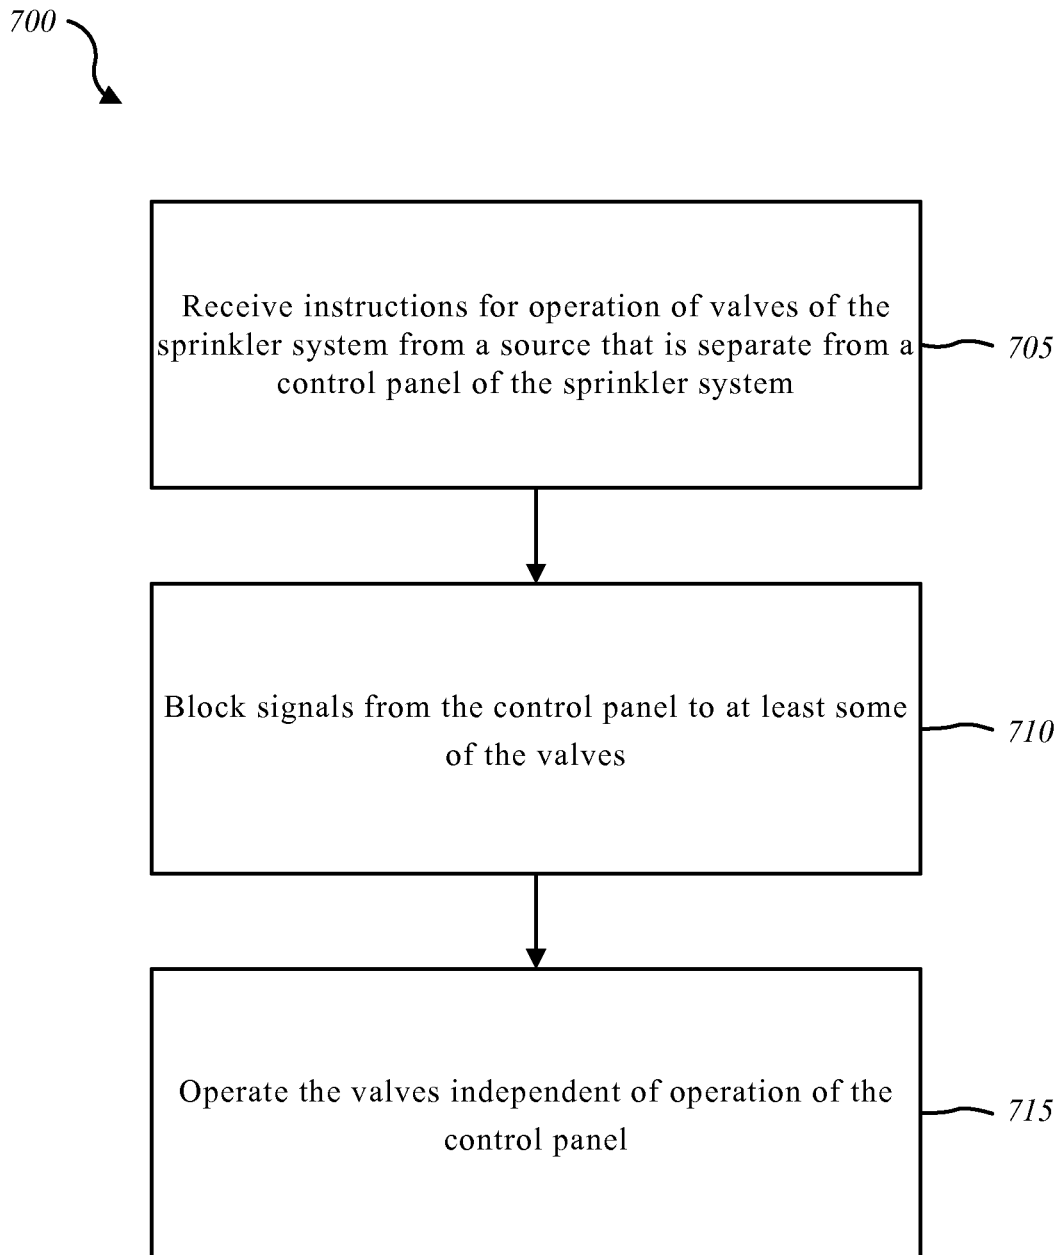 700
Receive instructions for operation of valves of the
sprinkler system from a source that is separate from a
control panel of the sprinkler system
705
Block signals from the control panel to at least some
of the valves
710
Operate the valves independent of operation of the
control panel
715